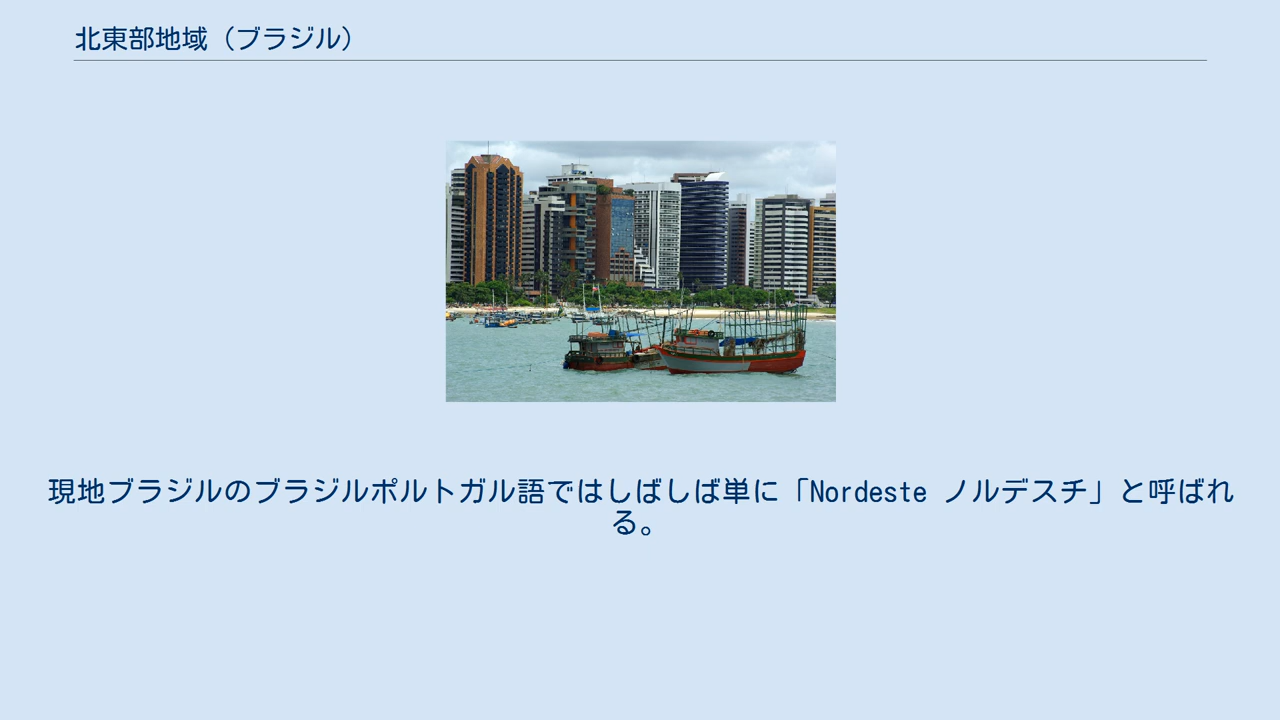 北東部地域（ブラジル）
現地ブラジルのブラジルポルトガル語ではしばしば単に「Nordeste ノルデスチ」と呼ばれ
る。